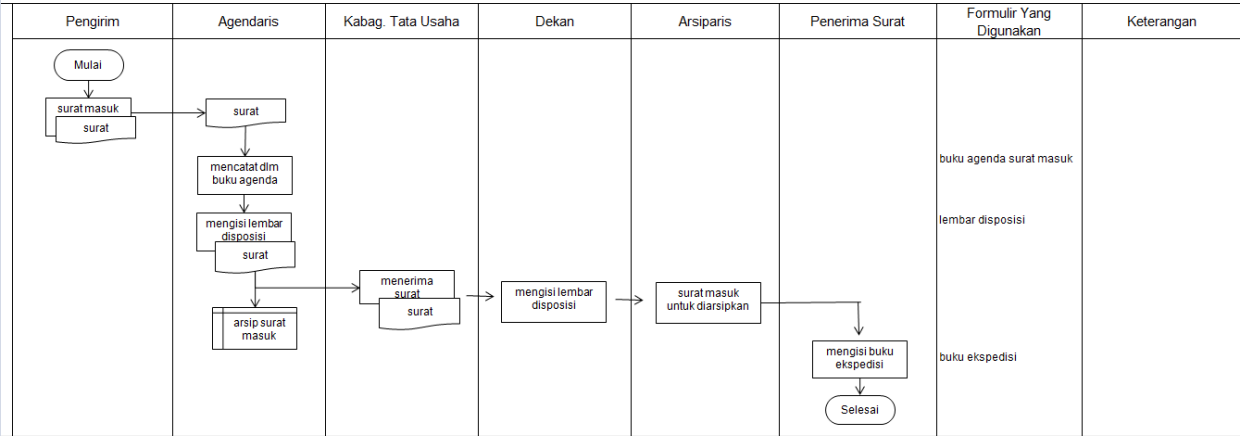 Pengirim
Agendaris
Kabag. Tata Usaha
Dekan
Arsiparis
Penerima Surat
Formulir Yang
Digunakan
Keterangan
Mulai
surat masuk
surat
surat
mencatat dlm
buku agenda
buku agenda surat masuk
mengisi lembar
disposisi
surat
lembar disposisi
menerima
surat
surat
mengisi lembar
disposisi
surat masuk
untuk diarsipkan
arsip surat
masuk
mengisi buku
ekspedisi
buku ekspedisi
Selesai